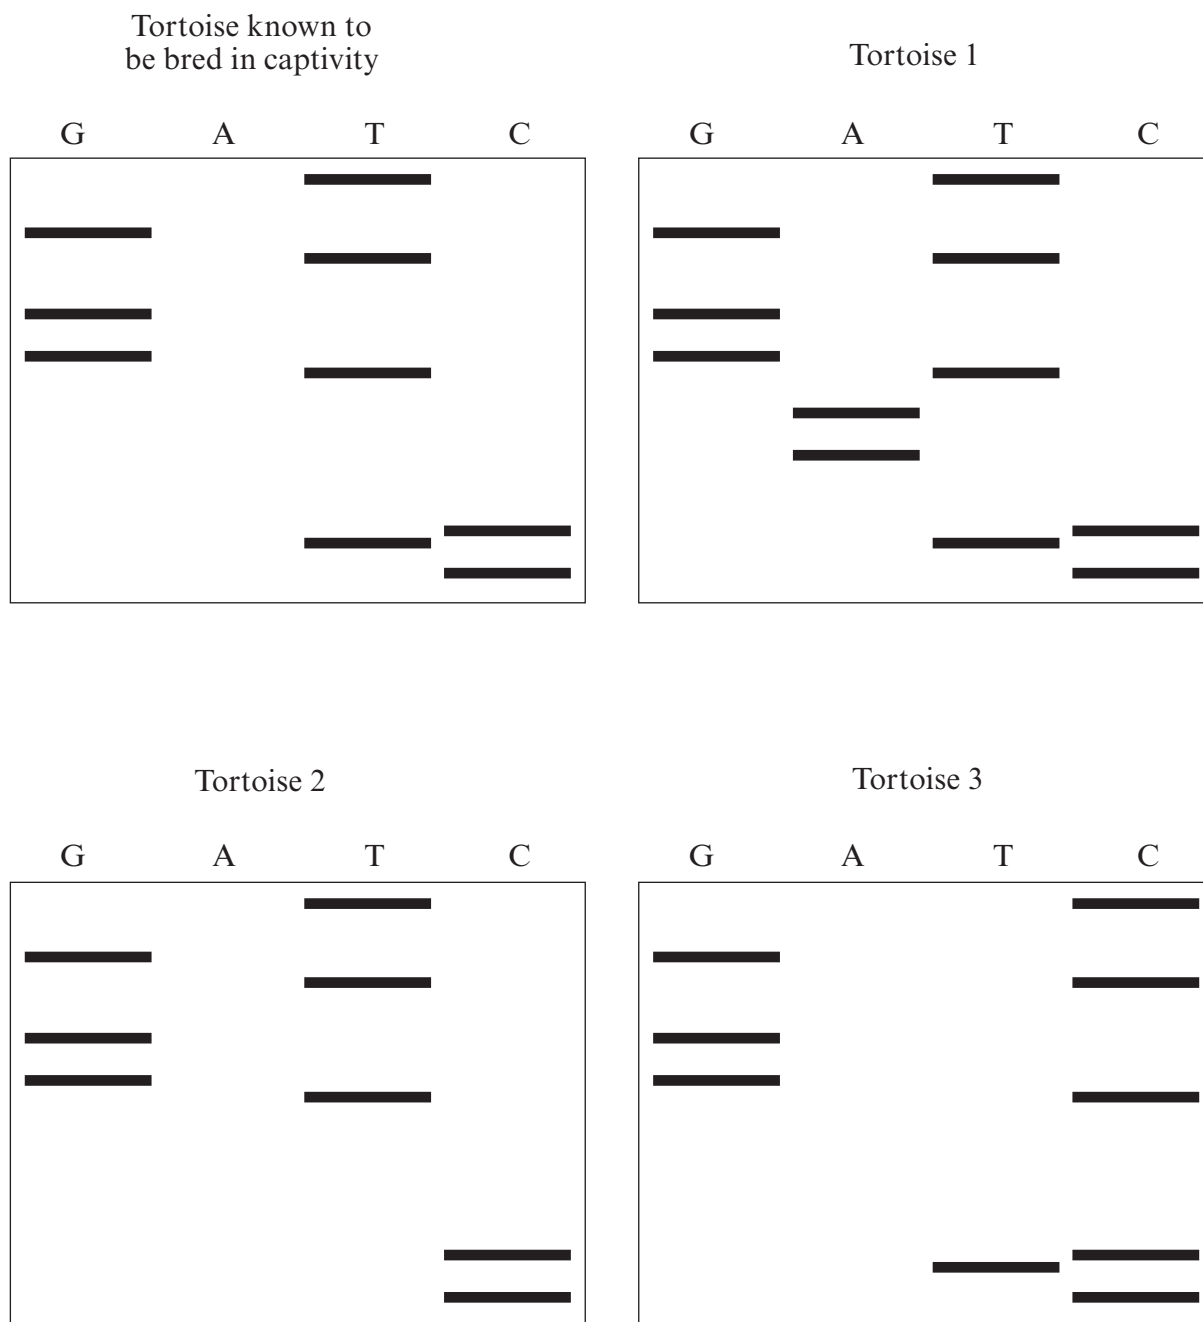 Tortoise known to
be bred in captivity
Tortoise 1
G A T C
G A T C
Tortoise 2
Tortoise 3
G A T C
G A T C